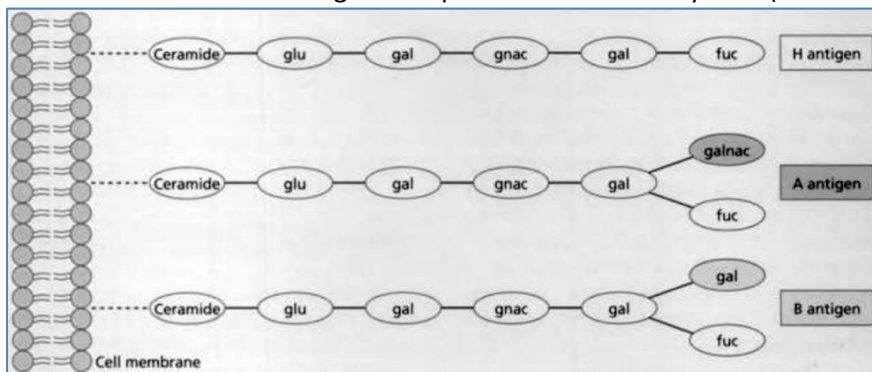 Ceramide glu gal gnac gal fuc H antigen
galnac
Ceramide glu gal gnac gal A antigen
fuc
gal
Ceramide glu gal gnac gal B antigen
fuc
Cell membrane